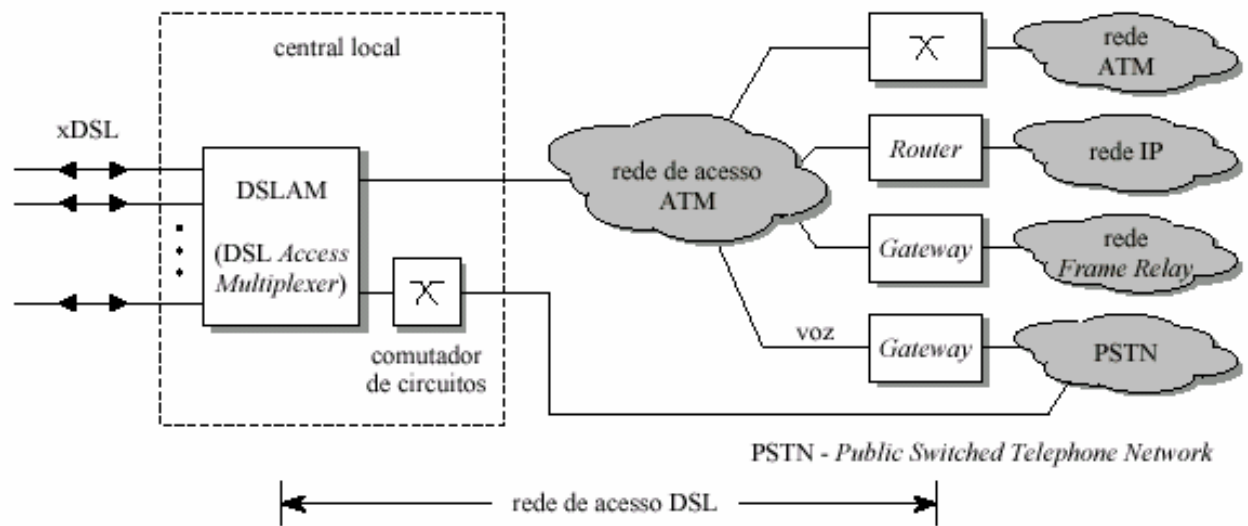 central local
xDSL
DSLAM
(DSL Access
Multiplexer)
comutador
de circuitos
rede de acesso
ATM
rede
ATM
Router
rede IP
Gateway
rede
Frame Relay
voz
Gateway
PSTN
PSTN - Public Switched Telephone Network
rede de acesso DSL